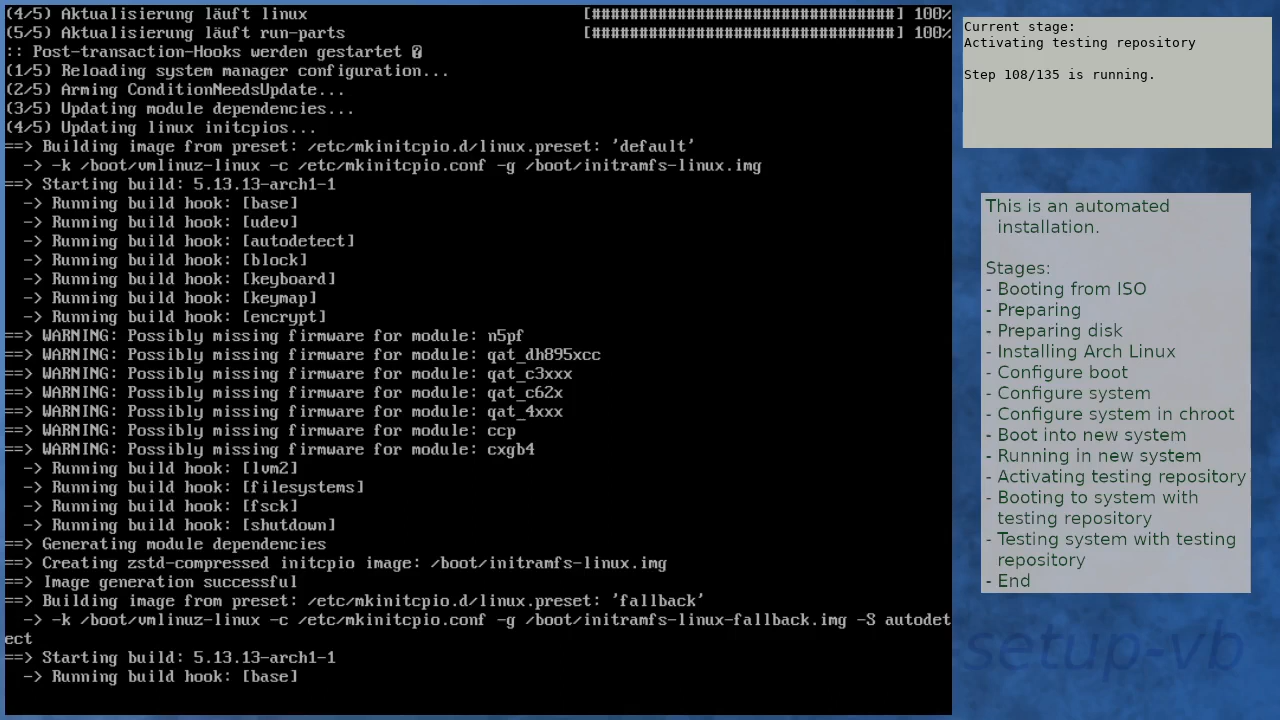 (4/5) Aktualisierung läuft linux [################################] 100%
(5/5) Aktualisierung läuft run-parts [################################] 100%
:: Post-transaction-Hooks werden gestartet �
(1/5) Reloading system manager configuration...
(2/5) Arming ConditionNeedsUpdate...
(3/5) Updating module dependencies...
(4/5) Updating linux initcpios...
==> Building image from preset: /etc/mkinitcpio.d/linux.preset: 'default'
-> -k /boot/vmlinuz-linux -c /etc/mkinitcpio.conf -g /boot/initramfs-linux.img
==> Starting build: 5.13.13-arch1-1
-> Running build hook: [base]
-> Running build hook: [udev]
-> Running build hook: [autodetect]
-> Running build hook: [block]
-> Running build hook: [keyboard]
-> Running build hook: [keymap]
-> Running build hook: [encrypt]
==> WARNING: Possibly missing firmware for module: n5pf
==> WARNING: Possibly missing firmware for module: qat_dh895xcc
==> WARNING: Possibly missing firmware for module: qat_c3xxx
==> WARNING: Possibly missing firmware for module: qat_c62x
==> WARNING: Possibly missing firmware for module: qat_4xxx
==> WARNING: Possibly missing firmware for module: ccp
==> WARNING: Possibly missing firmware for module: cxgb4
-> Running build hook: [lvm2]
-> Running build hook: [filesystems]
-> Running build hook: [fsck]
-> Running build hook: [shutdown]
==> Generating module dependencies
==> Creating zstd-compressed initcpio image: /boot/initramfs-linux.img
==> Image generation successful
==> Building image from preset: /etc/mkinitcpio.d/linux.preset: 'fallback'
-> -k /boot/vmlinuz-linux -c /etc/mkinitcpio.conf -g /boot/initramfs-linux-fallback.img -S autodet
ect
==> Starting build: 5.13.13-arch1-1
-> Running build hook: [base]
Current stage:
Activating testing repository
Step 108/135 is running.
This is an automated
installation.
Stages:
- Booting from ISO
- Preparing
- Preparing disk
- Installing Arch Linux
- Configure boot
- Configure system
- Configure system in chroot
- Boot into new system
- Running in new system
- Activating testing repository
- Booting to system with
testing repository
- Testing system with testing
repository
- End
setup-vb